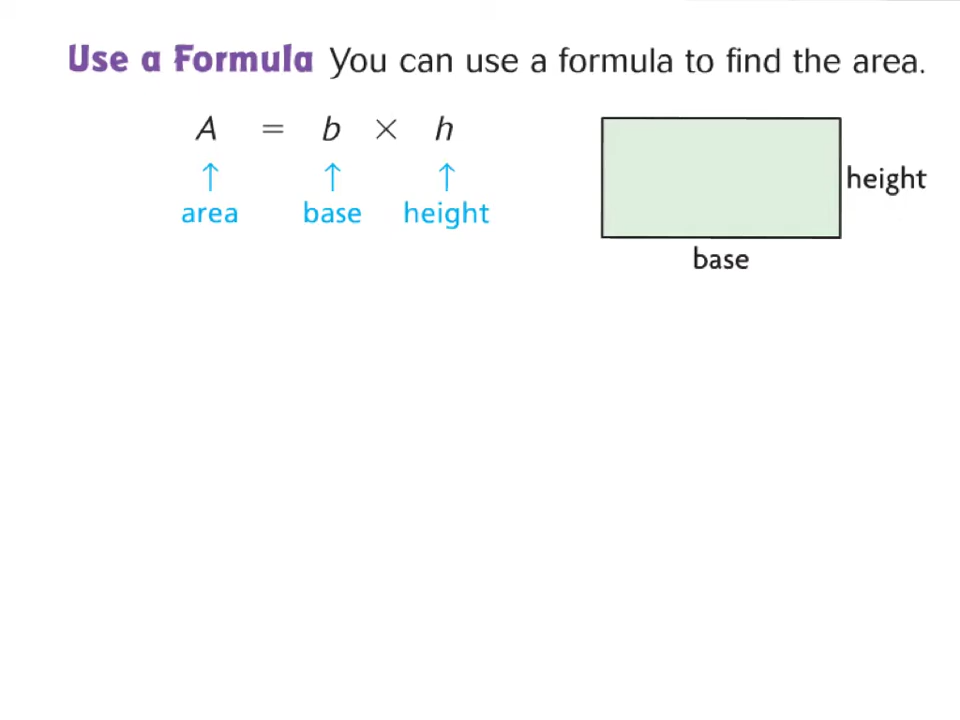 Use a Formula You can use a formula to find the area.
A = b × h
↑ ↑ ↑
area base height
height
base